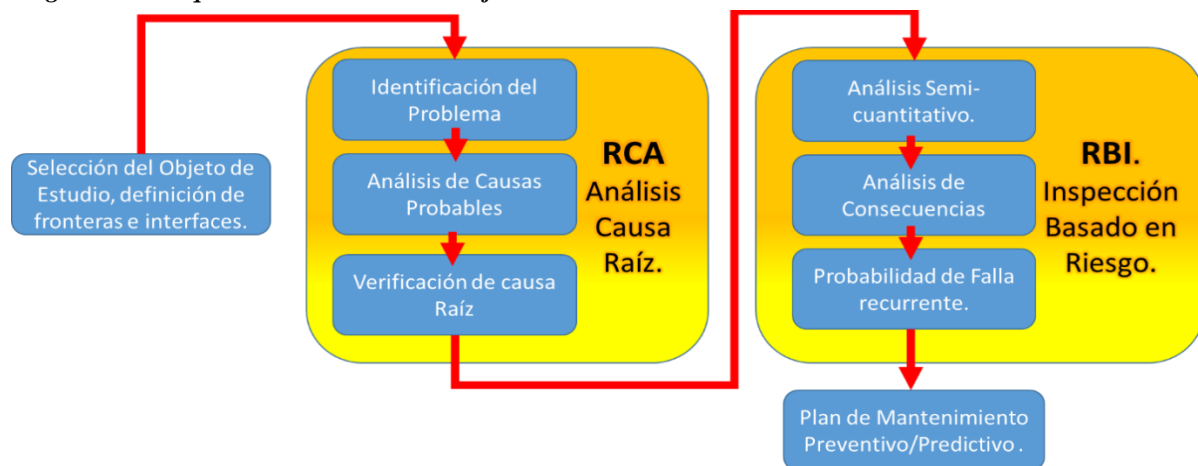 Selección del Objeto de
Estudio, definición de
fronteras e interfaces.
Identificación del
Problema
Análisis de Causas
Probables
Verificación de causa
Raíz
RCA
Análisis
Causa
Raíz.
Análisis Semi-
cuantitativo.
Análisis de
Consecuencias
Probabilidad de Falla
recurrente.
RBI.
Inspección
Basado en
Riesgo.
Plan de Mantenimiento
Preventivo/Predictivo .